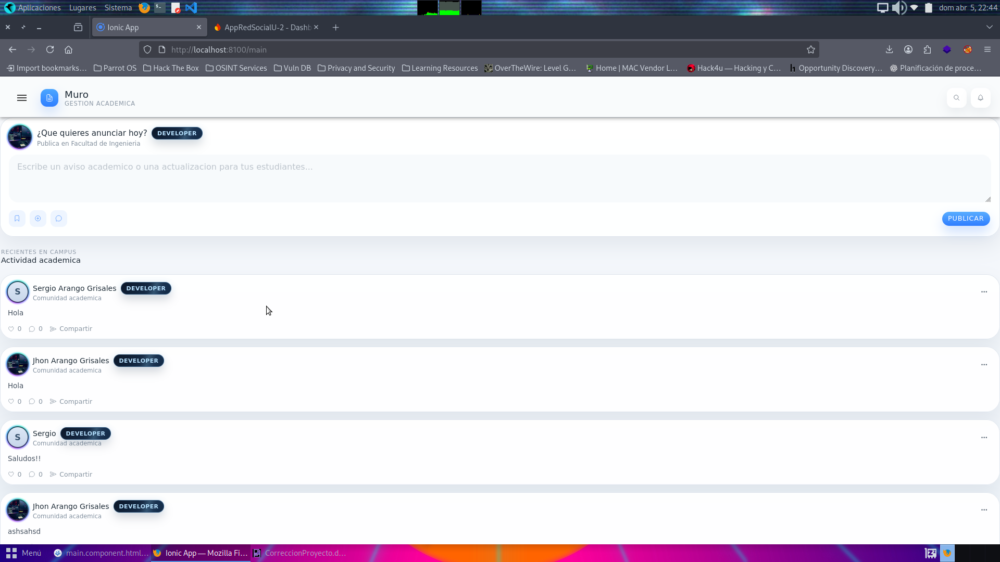 Aplicaciones Lugares Sistema dom abr 5, 22:44
Ionic App AppRedSocialU-2 - Dashb
http://localhost:8100/main
Import bookmarks… Parrot OS Hack The Box OSINT Services Vuln DB Privacy and Security Learning Resources OverTheWire: Level G… Home | MAC Vendor L… Hack4u — Hacking y C… Opportunity Discovery… Planificación de proce…
Muro
GESTION ACADEMICA
¿Que quieres anunciar hoy? DEVELOPER
Publica en Facultad de Ingenieria
Escribe un aviso academico o una actualizacion para tus estudiantes...
PUBLICAR
RECIENTES EN CAMPUS
Actividad academica
S Sergio Arango Grisales DEVELOPER
Comunidad academica
Hola
0 0 Compartir
Jhon Arango Grisales DEVELOPER
Comunidad academica
Hola
0 0 Compartir
S Sergio DEVELOPER
Comunidad academica
Saludos!!
0 0 Compartir
Jhon Arango Grisales DEVELOPER
Comunidad academica
ashsahsd
Menú main.component.html… Ionic App — Mozilla Fi… CorreccionProyecto.d…